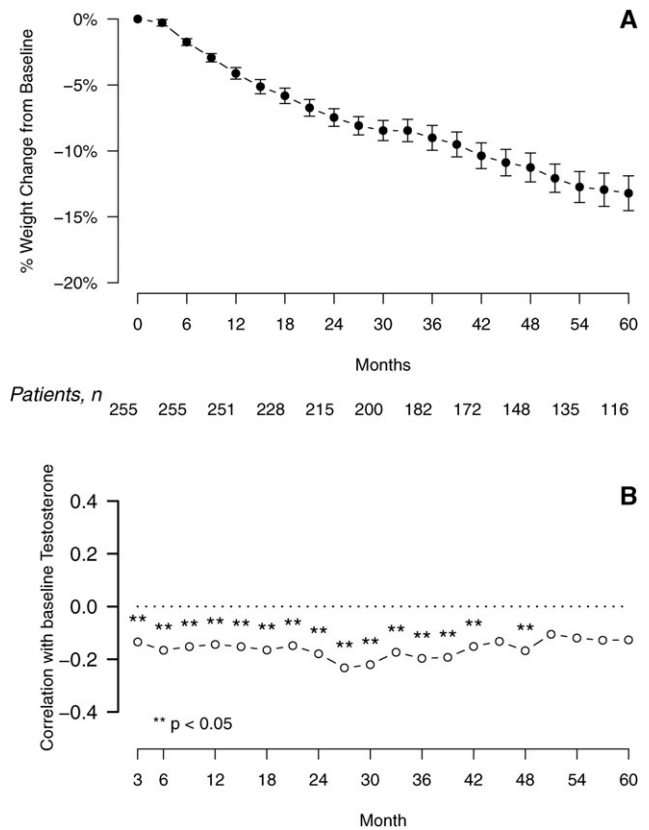 A
% Weight Change from Baseline
0%
−5%
−10%
−15%
−20%
0 6 12 18 24 30 36 42 48 54 60
Months
Patients, n
255 255 251 228 215 200 182 172 148 135 116
B
Correlation with baseline Testosterone
0.4
0.2
0.0
** ** ** ** ** ** ** ** ** ** ** ** ** ** **
−0.2
−0.4
** p < 0.05
3 6 12 18 24 30 36 42 48 54 60
Month